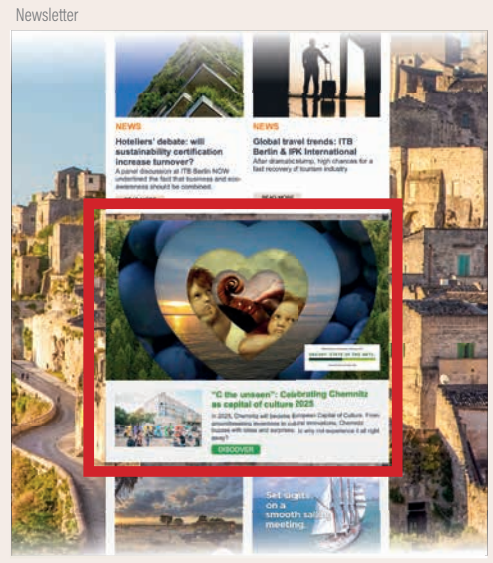 Newsletter
NEWS
Hoteliers' debate: will
sustainability certification
increase turnover?
A panel discussion at ITB Berlin NOW
underlined the fact that business and eco-
awareness should be combined.
NEWS
Global travel trends: ITB
Berlin & IPK International
After dramatic slump, high chances for a
fast recovery of tourism industry
READ MORE
"C the unseen": Celebrating Chemnitz
as capital of culture 2025
In 2025, Chemnitz will become European Capital of Culture. From
groundbreaking inventions to cultural innovations, Chemnitz
buzzes with ideas and surprises. is why not experience it all right
away?
DISCOVER
Set sights
on a
smooth sailing
meeting.